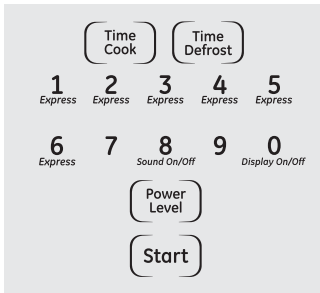 Time Time
Cook Defrost
1 2 3 4 5
Express Express Express Express Express
6 7 8 9 0
Express Sound On/Off Display On/Off
Power
Level
Start